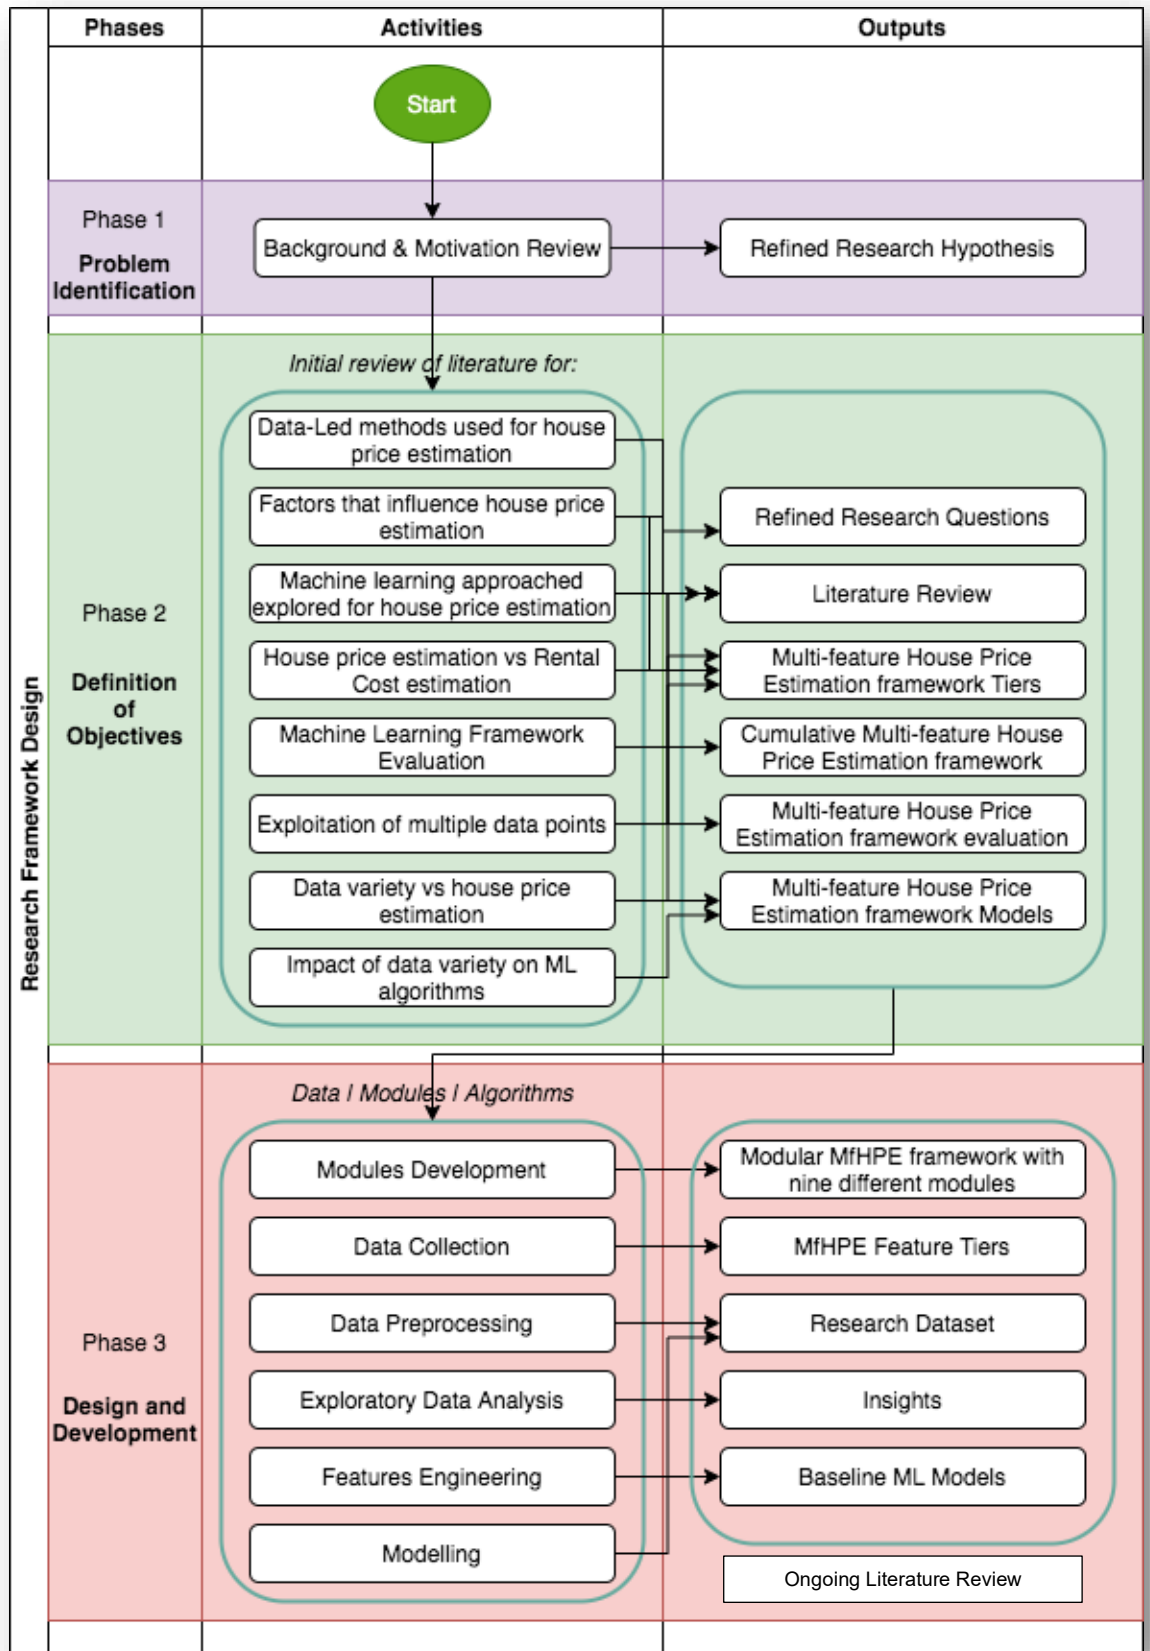 Phases
Activities
Outputs
Research Framework Design
Start
Phase 1
Problem
Identification
Background & Motivation Review
Refined Research Hypothesis
Phase 2
Definition
of
Objectives
Initial review of literature for:
Data-Led methods used for house
price estimation
Factors that influence house price
estimation
Machine learning approached
explored for house price estimation
House price estimation vs Rental
Cost estimation
Machine Learning Framework
Evaluation
Exploitation of multiple data points
Data variety vs house price
estimation
Impact of data variety on ML
algorithms
Refined Research Questions
Literature Review
Multi-feature House Price
Estimation framework Tiers
Cumulative Multi-feature House
Price Estimation framework
Multi-feature House Price
Estimation framework evaluation
Multi-feature House Price
Estimation framework Models
Phase 3
Design and
Development
Data / Modules / Algorithms
Modules Development
Data Collection
Data Preprocessing
Exploratory Data Analysis
Features Engineering
Modelling
Modular MfHPE framework with
nine different modules
MfHPE Feature Tiers
Research Dataset
Insights
Baseline ML Models
Ongoing Literature Review